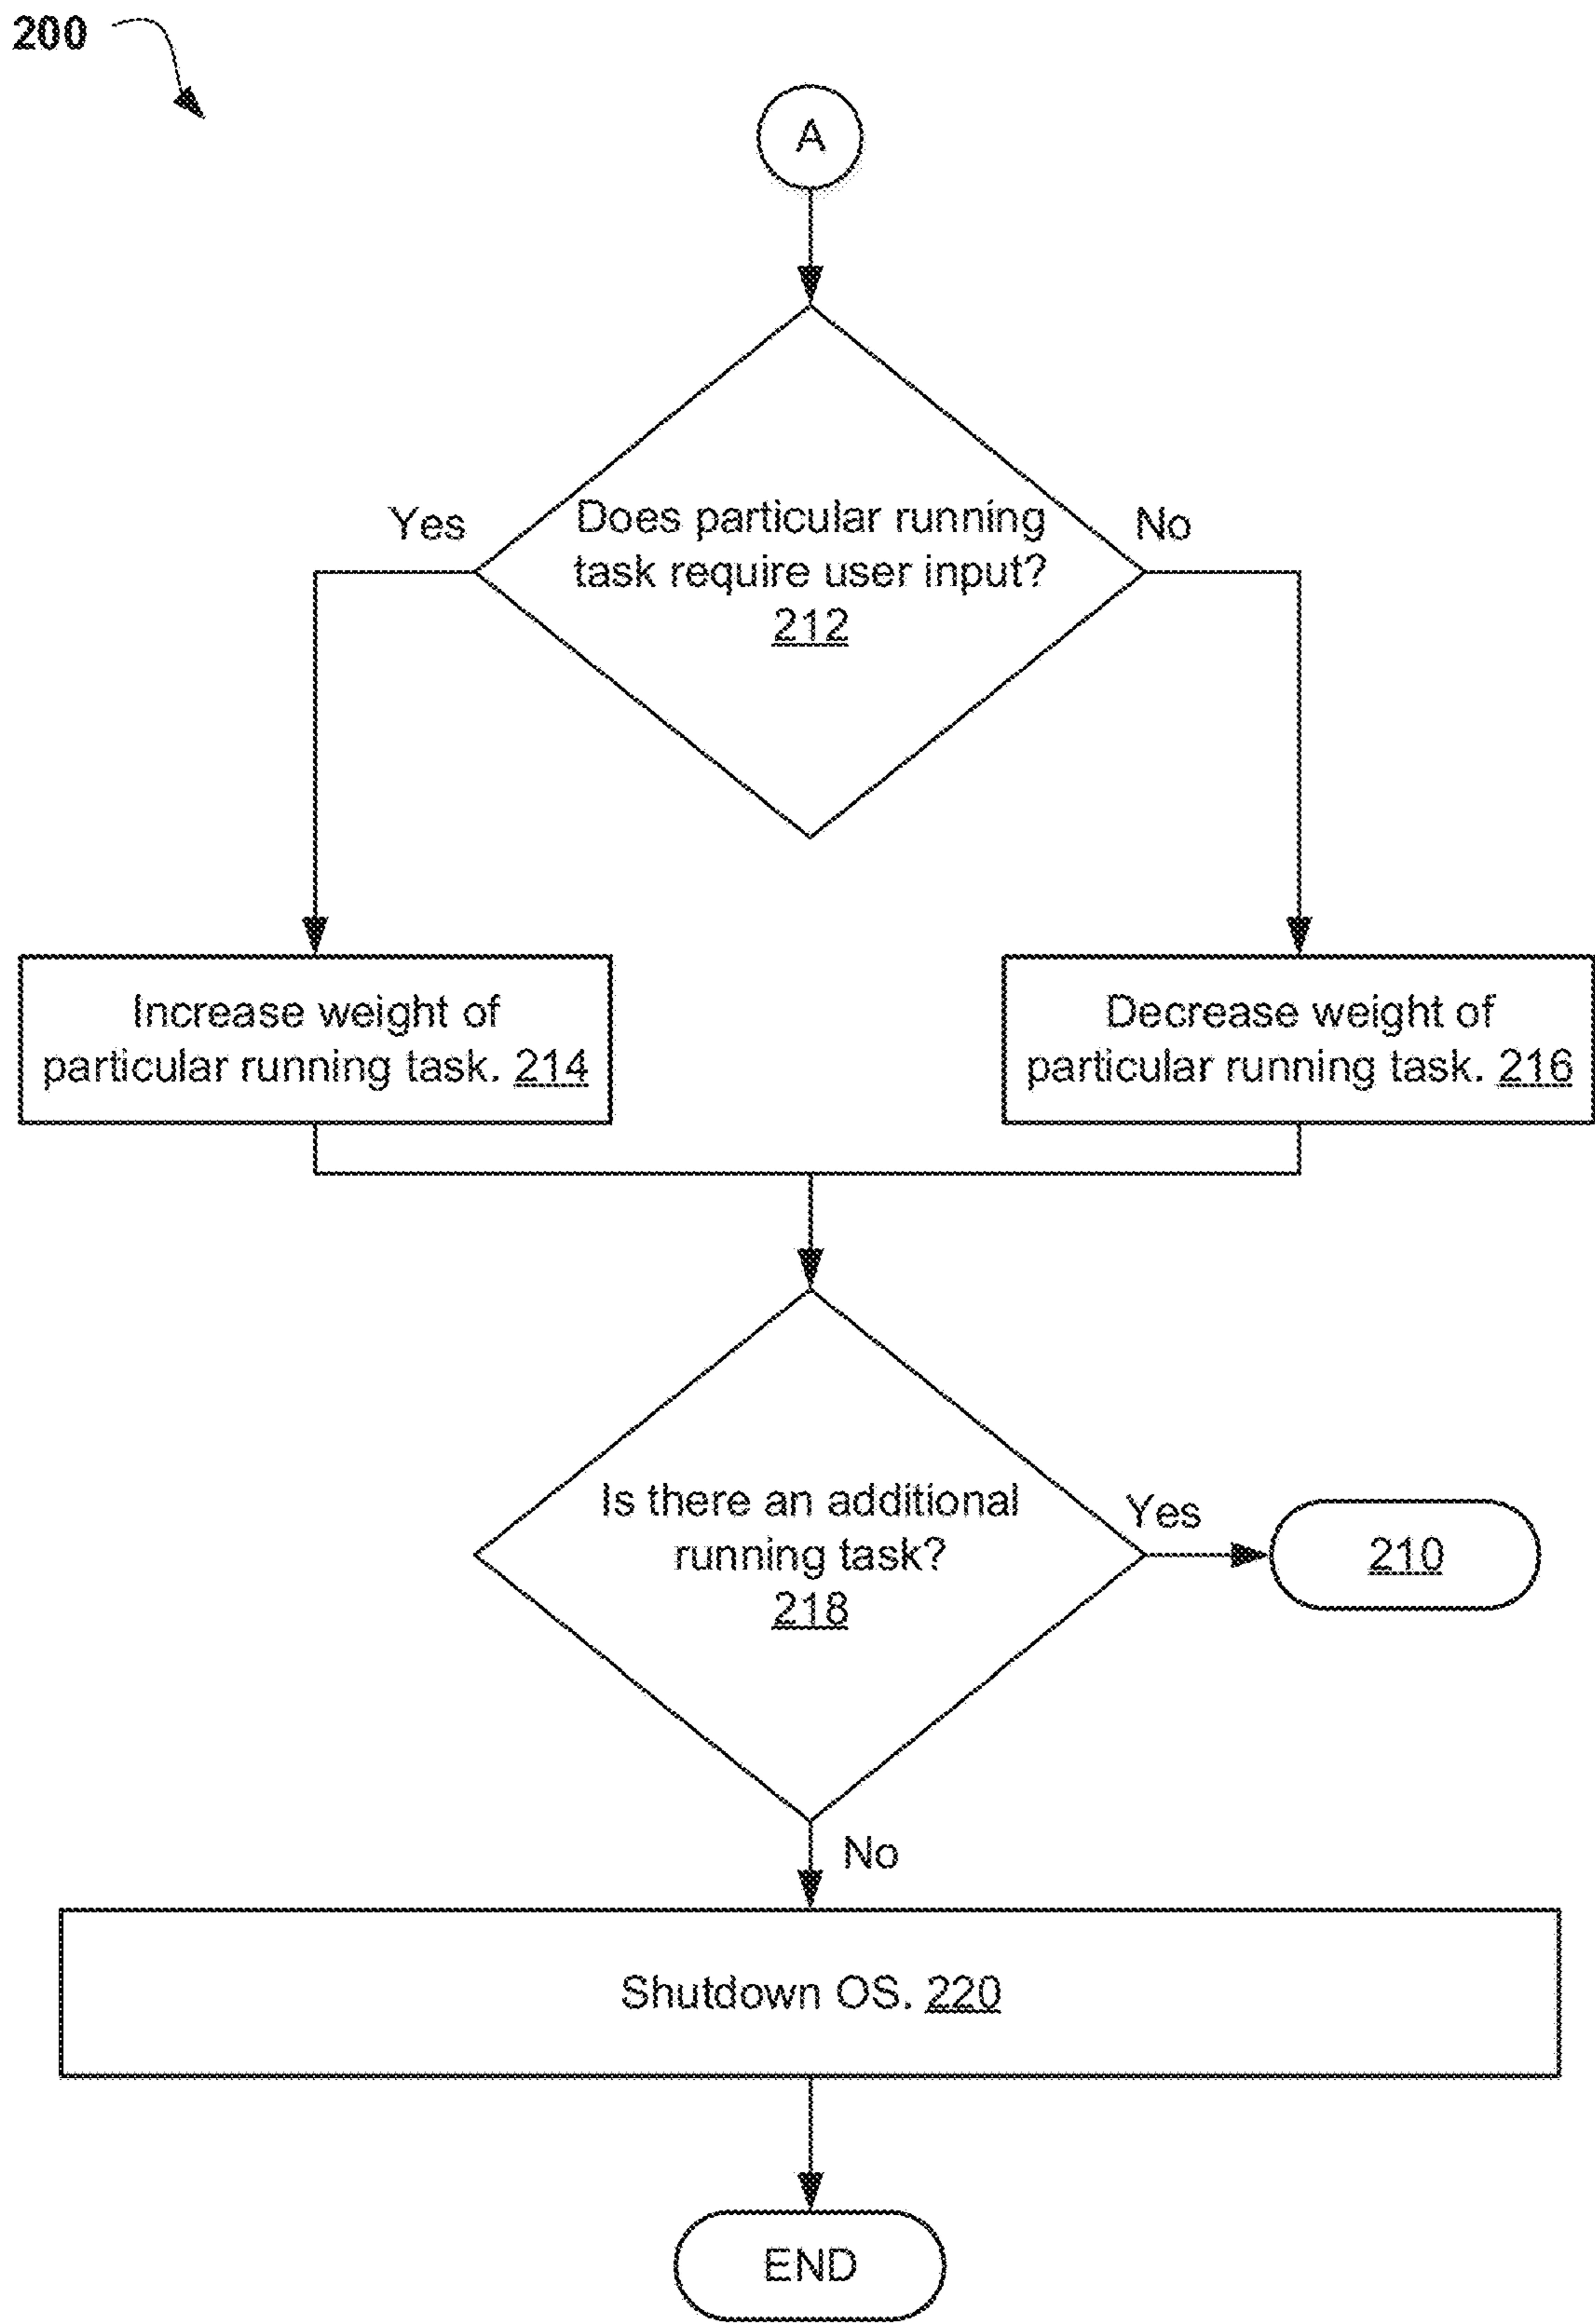 200
A
Yes
No
Does particular running
task require user input?
212
Increase weight of
particular running task. 214
Decrease weight of
particular running task. 216
Is there an additional
running task?
218
Yes
210
No
Shutdown OS. 220
END